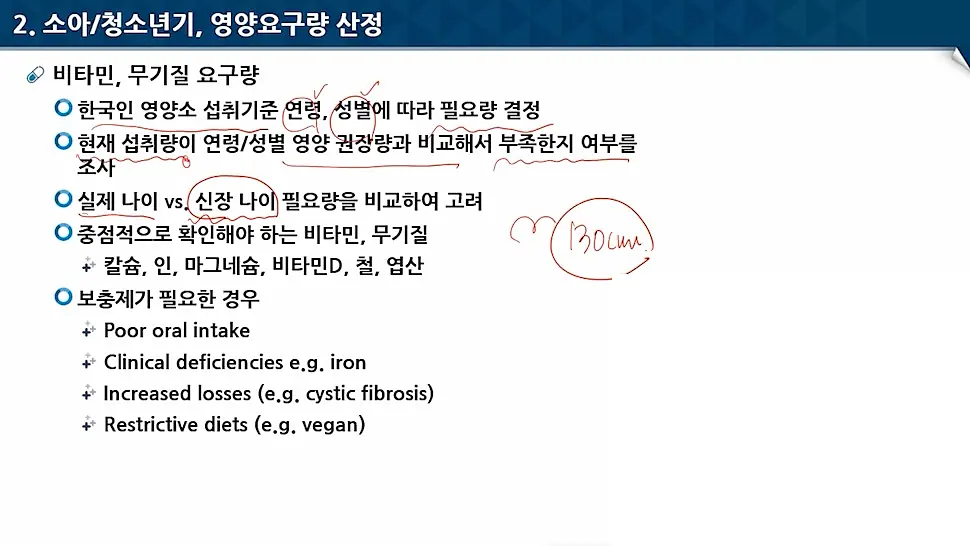 2. 소아/청소년기, 영양요구량 산정
비타민, 무기질 요구량
한국인 영양소 섭취기준 연령, 성별에 따라 필요량 결정
현재 섭취량이 연령/성별 영양 권장량과 비교해서 부족한지 여부를
조사
실제 나이 vs. 신장 나이 필요량을 비교하여 고려
130cm.
중점적으로 확인해야 하는 비타민, 무기질
칼슘, 인, 마그네슘, 비타민D, 철, 엽산
보충제가 필요한 경우
Poor oral intake
Clinical deficiencies e.g. iron
Increased losses (e.g. cystic fibrosis)
Restrictive diets (e.g. vegan)